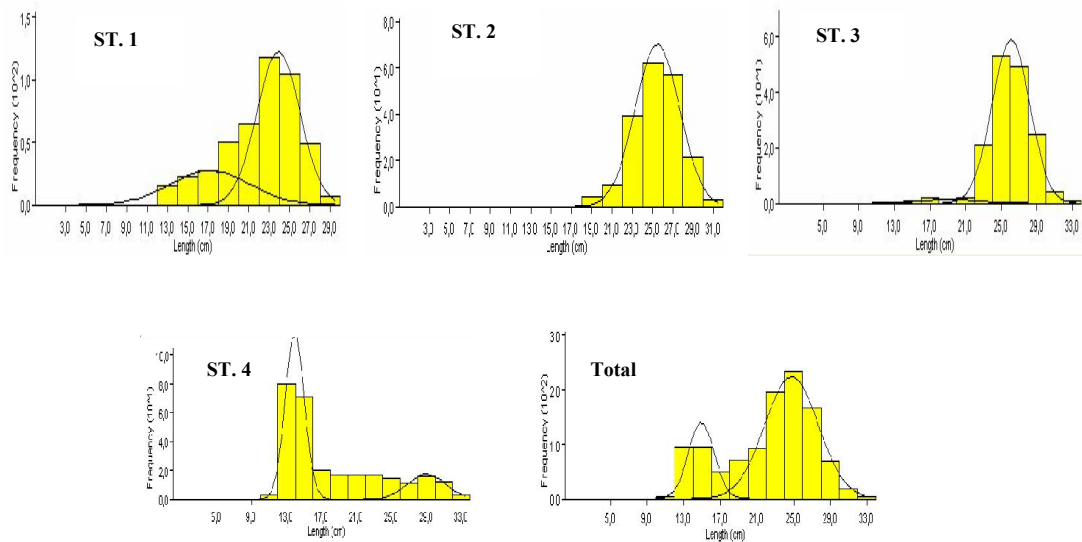 ST. 1
Frequency (10^2)
1,5
1,0
0,5
0,0
3,0 5,0 7,0 9,0 11,0 13,0 15,0 17,0 19,0 21,0 23,0 25,0 27,0 29,0
Length (cm)
ST. 2
Frequency (10^1)
8,0
6,0
4,0
2,0
0,0
3,0 5,0 7,0 9,0 11,0 13,0 15,0 17,0 19,0 21,0 23,0 25,0 27,0 29,0 31,0
Length (cm)
ST. 3
Frequency (10^1)
6,0
4,0
2,0
0,0
5,0 9,0 13,0 17,0 21,0 25,0 29,0 33,0
Length (cm)
ST. 4
Frequency (10^1)
0,0
8,0
6,0
4,0
2,0
0,0
5,0 9,0 13,0 17,0 21,0 25,0 29,0 33,0
Length (cm)
Total
Frequency (10^2)
3.0
2.0
1.0
0.0
5,0 9,0 13,0 17,0 21,0 25,0 29,0 33,0
Length (cm)